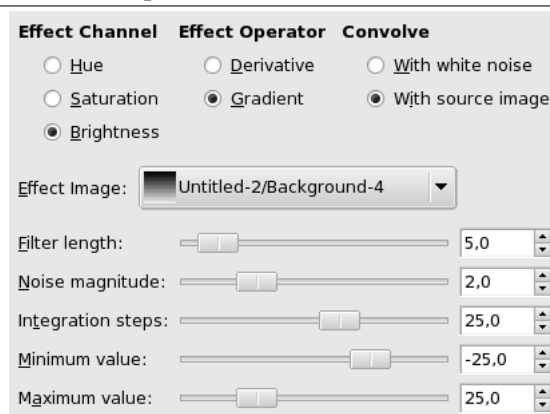 Effect Channel Effect Operator Convolve
Hue Derivative With white noise
Saturation Gradient With source image
Brightness
Effect Image: Untitled-2/Background-4
Filter length: 5,0
Noise magnitude: 2,0
Integration steps: 25,0
Minimum value: -25,0
Maximum value: 25,0